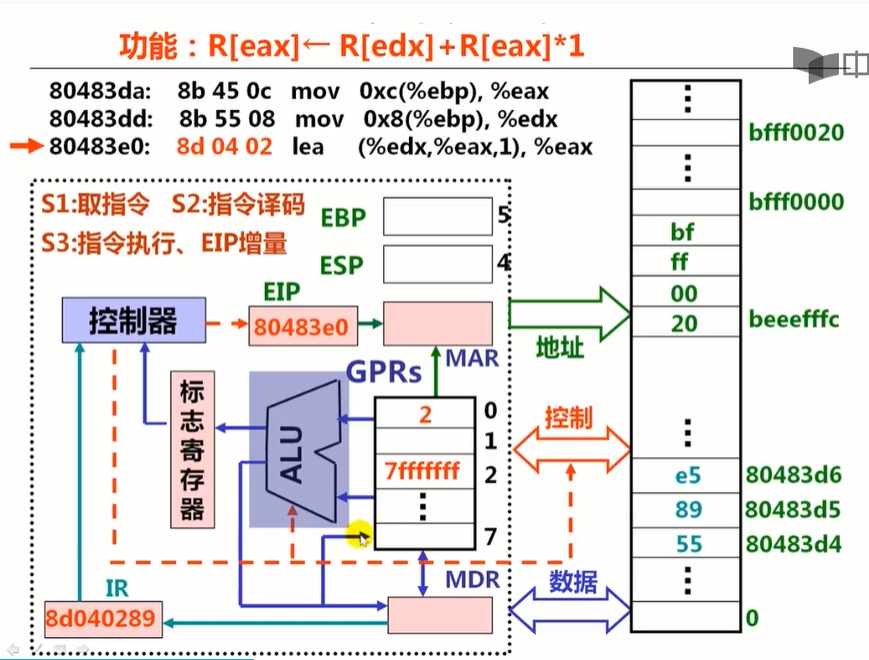 功能：R[eax]← R[edx]+R[eax]*1
80483da: 8b 45 0c mov 0xc(%ebp), %eax
80483dd: 8b 55 08 mov 0x8(%ebp), %edx
80483e0: 8d 04 02 lea (%edx,%eax,1), %eax
S1:取指令 S2:指令译码
S3:指令执行、EIP增量
EBP
5
ESP
4
EIP
控制器
80483e0
MAR
GPRs
标志寄存器
ALU
2
0
1
7fffffff
2
⋮
7
MDR
IR
8d040289
地址
控制
数据
⋮
bfff0020
⋮
bfff0000
bf
ff
00
20
beeefffc
⋮
e5
80483d6
89
80483d5
55
80483d4
⋮
0
中